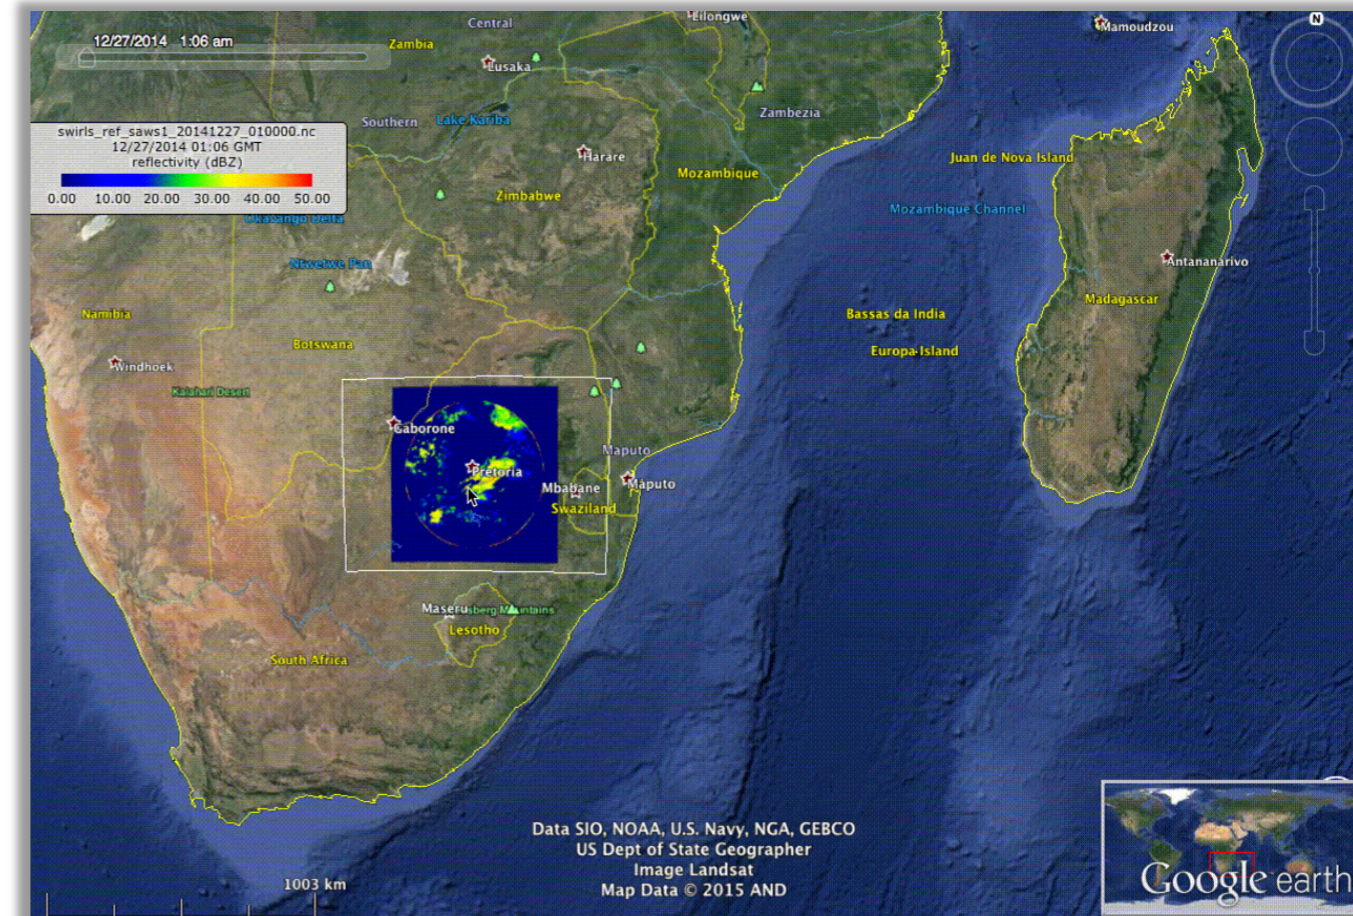 Central
Lilongwe
Mamoudzou
N
12/27/2014 1:06 am
Zambia
Lusaka
Zambezia
Southern
Lake Kariba
swirls_ref_saws1_20141227_010000.nc
12/27/2014 01:06 GMT
reflectivity (dBZ)
0.00 10.00 20.00 30.00 40.00 50.00
Harare
Juan de Nova Island
Mozambique
Zimbabwe
Mozambique Channel
Okavango Delta
Ntwetwe Pan
Antananarivo
Madagascar
Namibia
Bassas da India
Botswana
Europa Island
Windhoek
Kalahari Desert
Gaborone
Maputo
Pretoria
Mbabane
Maputo
Swaziland
Maseru
sberg Mountains
Lesotho
South Africa
Data SIO, NOAA, U.S. Navy, NGA, GEBCO
US Dept of State Geographer
Image Landsat
Map Data © 2015 AND
1003 km
Google earth